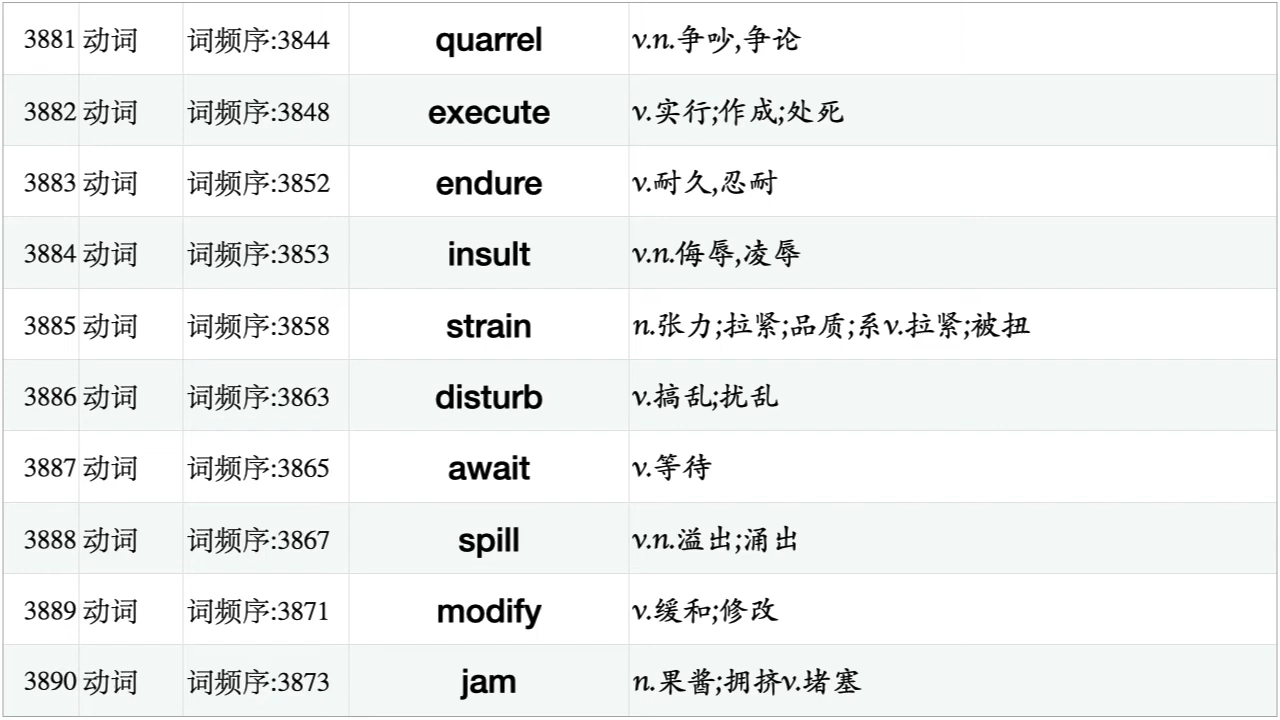 3881 动词 词频序:3844 quarrel v.n.争吵,争论
3882 动词 词频序:3848 execute v.实行;作成;处死
3883 动词 词频序:3852 endure v.耐久,忍耐
3884 动词 词频序:3853 insult v.n.侮辱,凌辱
3885 动词 词频序:3858 strain n.张力;拉紧;品质;系v.拉紧;被扭
3886 动词 词频序:3863 disturb v.搞乱;扰乱
3887 动词 词频序:3865 await v.等待
3888 动词 词频序:3867 spill v.n.溢出;涌出
3889 动词 词频序:3871 modify v.缓和;修改
3890 动词 词频序:3873 jam n.果酱;拥挤v.堵塞